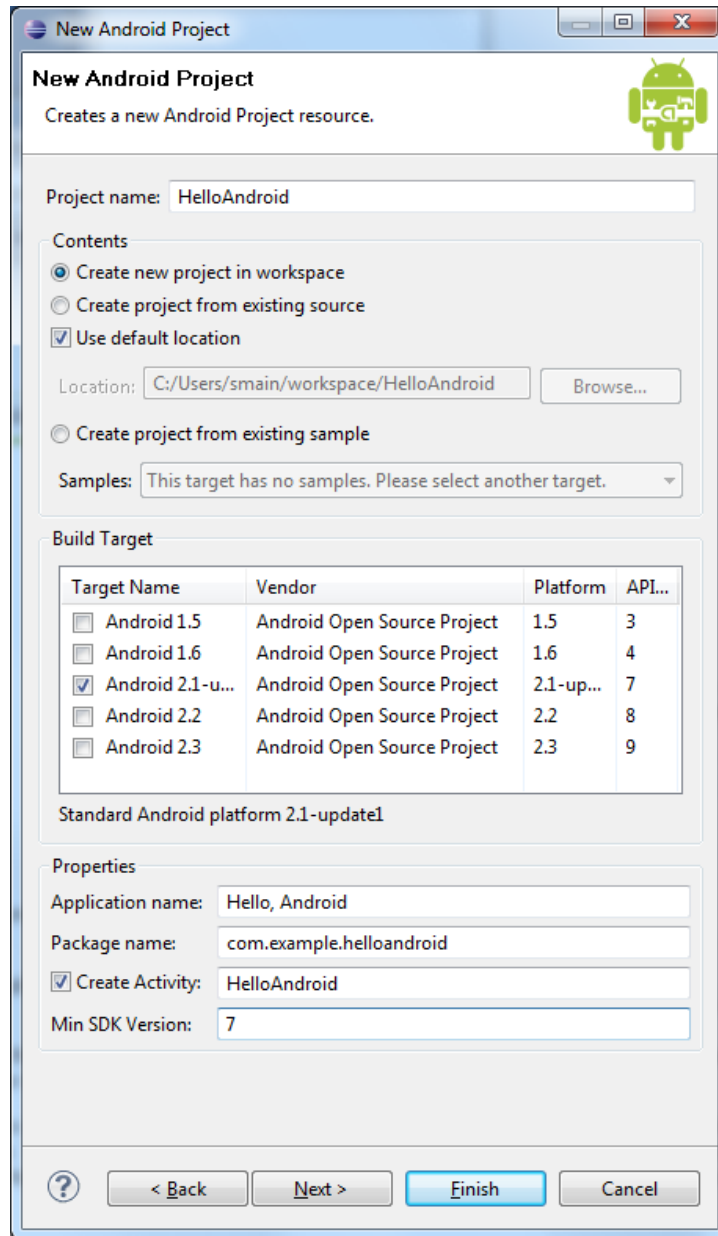 New Android Project
New Android Project
Creates a new Android Project resource.
Project name: HelloAndroid
Contents
Create new project in workspace
Create project from existing source
Use default location
Location: C:/Users/smain/workspace/HelloAndroid Browse...
Create project from existing sample
Samples: This target has no samples. Please select another target.
Build Target
Target Name Vendor Platform API...
Android 1.5 Android Open Source Project 1.5 3
Android 1.6 Android Open Source Project 1.6 4
Android 2.1-u... Android Open Source Project 2.1-up... 7
Android 2.2 Android Open Source Project 2.2 8
Android 2.3 Android Open Source Project 2.3 9
Standard Android platform 2.1-update1
Properties
Application name: Hello, Android
Package name: com.example.helloandroid
Create Activity: HelloAndroid
Min SDK Version: 7
? < Back Next > Finish Cancel